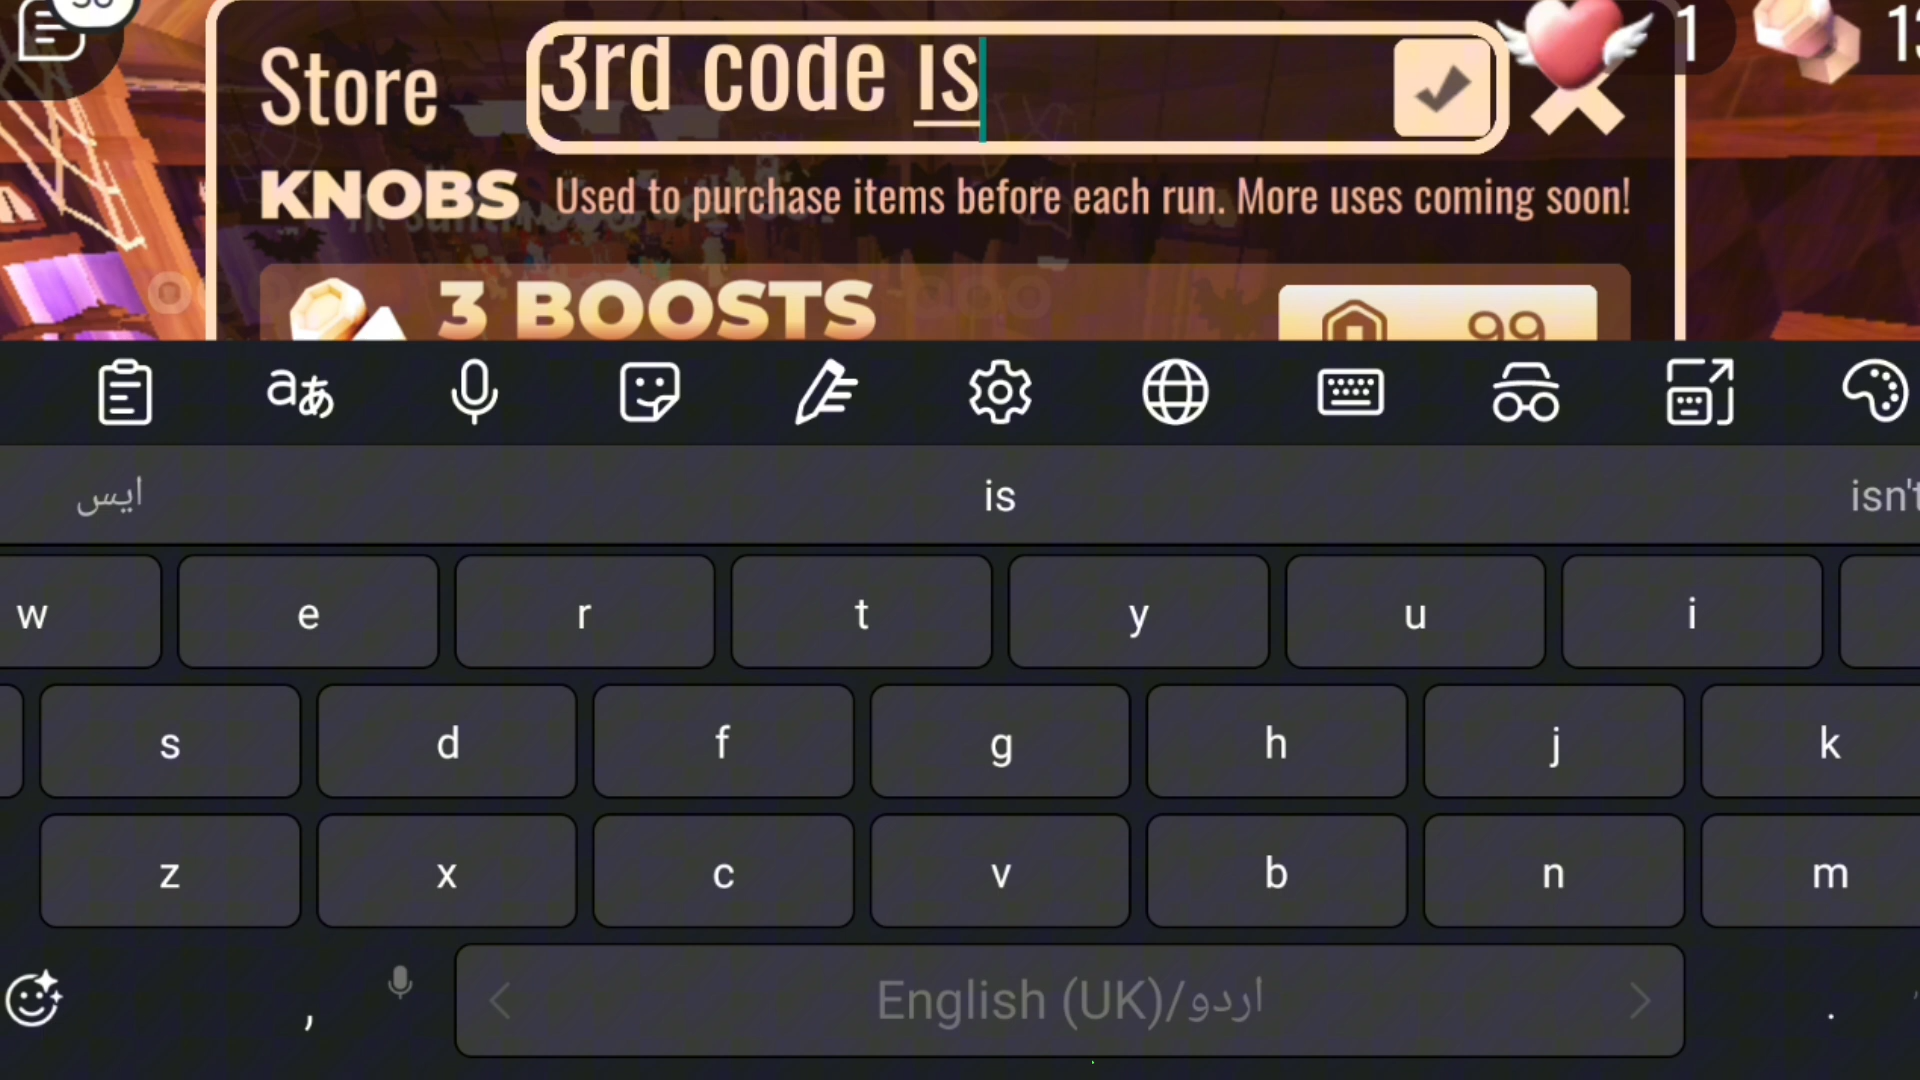 Store
3rd code is
1
KNOBS Used to purchase items before each run. More uses coming soon!
3 BOOSTS
99
ایس is isn't
w e r t y u i
s d f g h j k
z x c v b n m
, English (UK)/اردو .